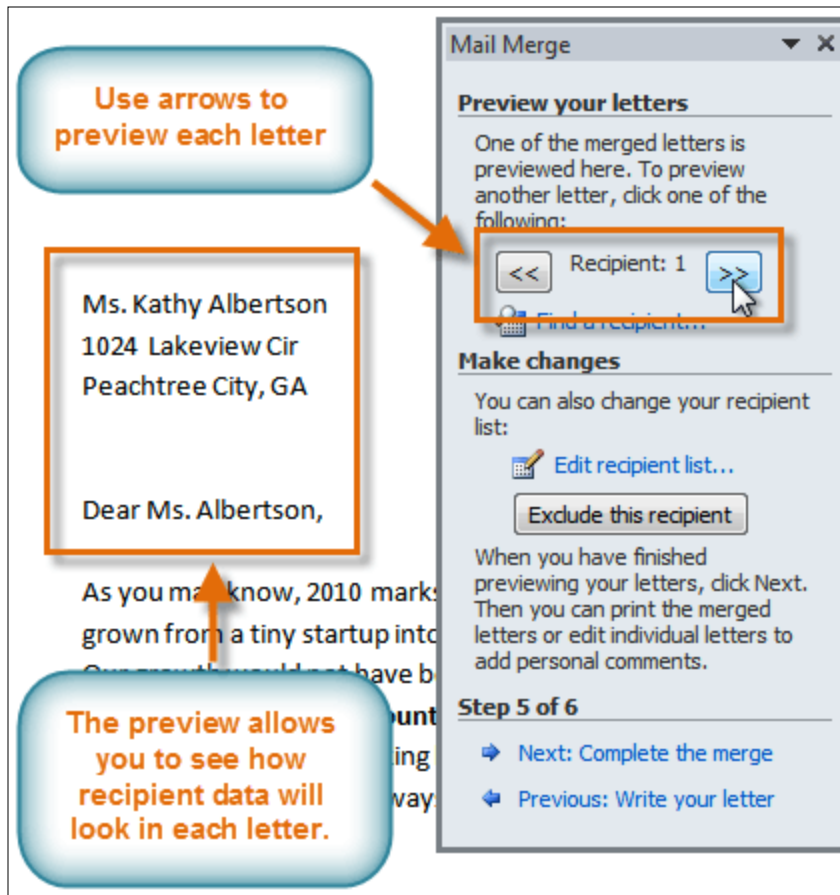 Use arrows to
preview each letter
Ms. Kathy Albertson
1024 Lakeview Cir
Peachtree City, GA
Dear Ms. Albertson,
As you may know, 2010 marks
grown from a tiny startup into
Our growth would not have
The preview allows
you to see how
recipient data will
look in each letter.
Mail Merge
Preview your letters
One of the merged letters is
previewed here. To preview
another letter, click one of the
following:
<< Recipient: 1 >>
Find a recipient...
Make changes
You can also change your recipient
list:
Edit recipient list...
Exclude this recipient
When you have finished
previewing your letters, click Next.
Then you can print the merged
letters or edit individual letters to
add personal comments.
Step 5 of 6
Next: Complete the merge
Previous: Write your letter